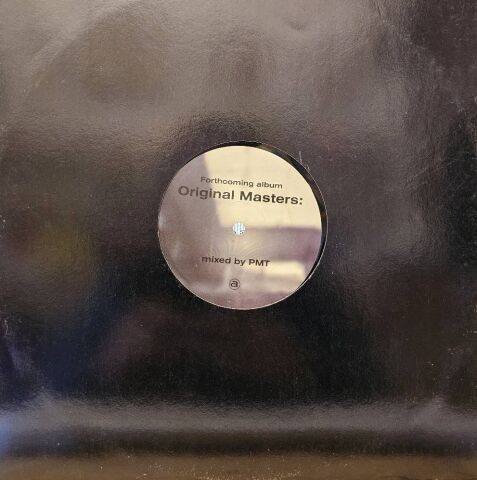 Forthcoming album
Original Masters:
mixed by PMT
a